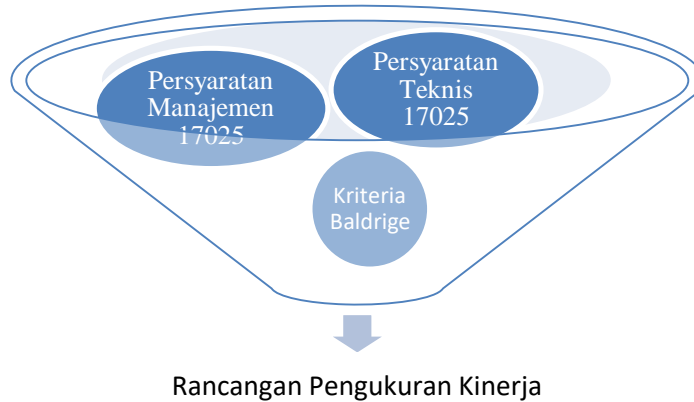 Persyaratan
Manajemen
17025
Persyaratan
Teknis
17025
Kriteria
Baldrige
Rancangan Pengukuran Kinerja